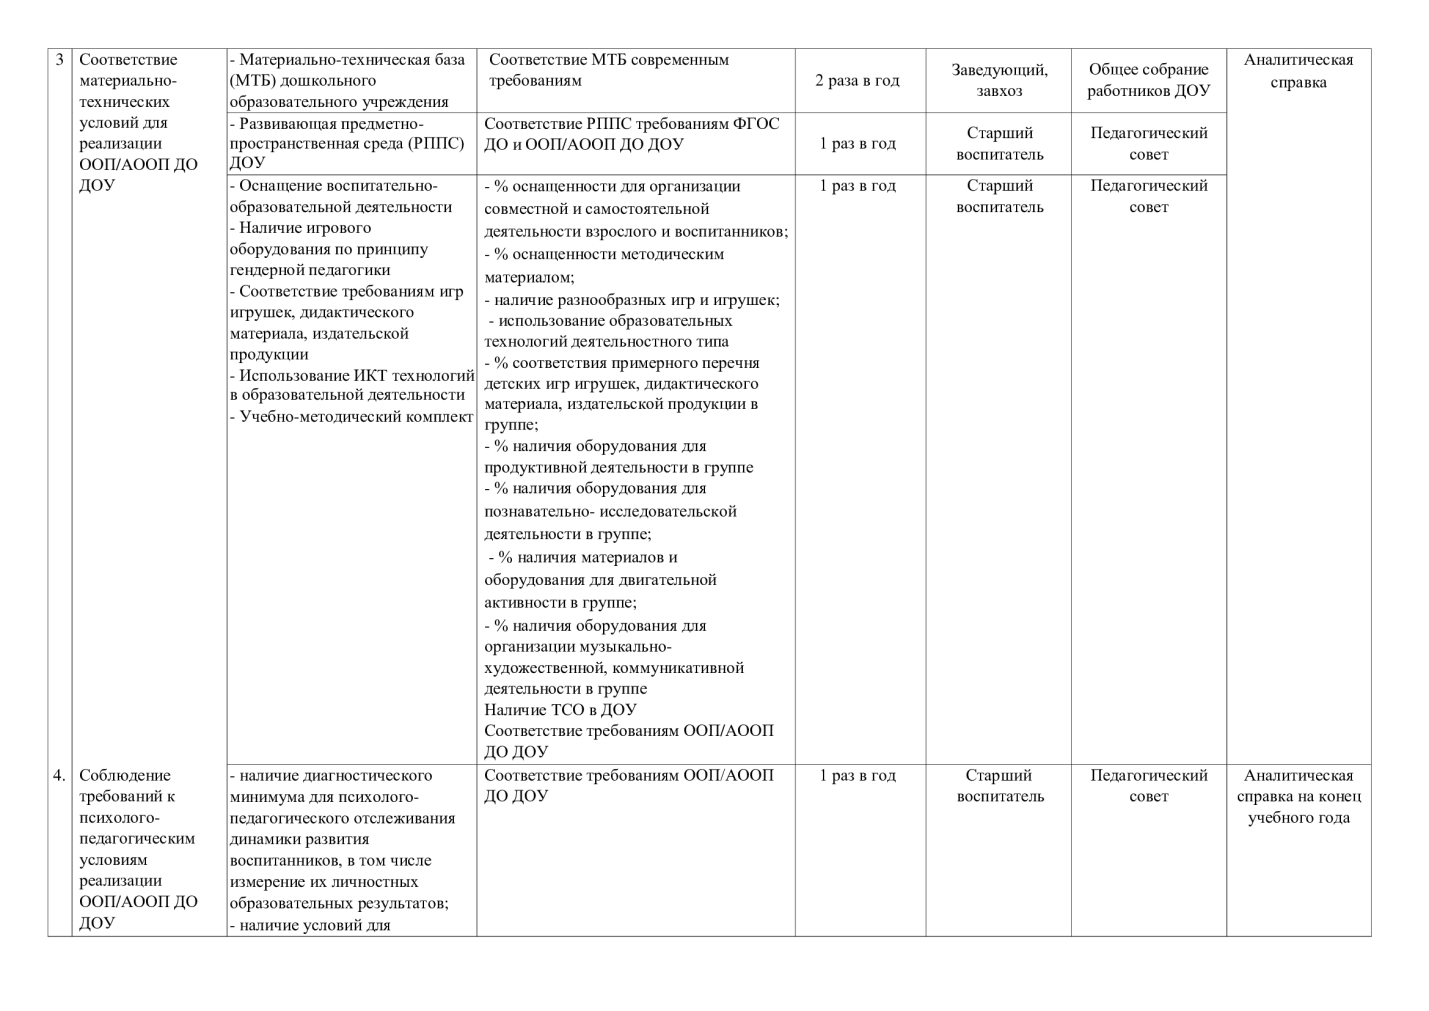 3
Соответствие
материально-
технических
условий для
реализации
ООП/АООП ДО
ДОУ
- Материально-техническая база
(МТБ) дошкольного
образовательного учреждения
Соответствие МТБ современным
требованиям
2 раза в год
Заведующий,
завхоз
Общее собрание
работников ДОУ
Аналитическая
справка
- Развивающая предметно-
пространственная среда (РППС)
ДОУ
Соответствие РППС требованиям ФГОС
ДО и ООП/АООП ДО ДОУ
1 раз в год
Старший
воспитатель
Педагогический
совет
- Оснащение воспитательно-
образовательной деятельности
- Наличие игрового
оборудования по принципу
гендерной педагогики
- Соответствие требованиям игр
игрушек, дидактического
материала, издательской
продукции
- Использование ИКТ технологий
в образовательной деятельности
- Учебно-методический комплект
- % оснащенности для организации
совместной и самостоятельной
деятельности взрослого и воспитанников;
- % оснащенности методическим
материалом;
- наличие разнообразных игр и игрушек;
- использование образовательных
технологий деятельностного типа
- % соответствия примерного перечня
детских игр игрушек, дидактического
материала, издательской продукции в
группе;
- % наличия оборудования для
продуктивной деятельности в группе
- % наличия оборудования для
познавательно- исследовательской
деятельности в группе;
- % наличия материалов и
оборудования для двигательной
активности в группе;
- % наличия оборудования для
организации музыкально-
художественной, коммуникативной
деятельности в группе
Наличие ТСО в ДОУ
Соответствие требованиям ООП/АООП
ДО ДОУ
1 раз в год
Старший
воспитатель
Педагогический
совет
4.
Соблюдение
требований к
психолого-
педагогическим
условиям
реализации
ООП/АООП ДО
ДОУ
- наличие диагностического
минимума для психолого-
педагогического отслеживания
динамики развития
воспитанников, в том числе
измерение их личностных
образовательных результатов;
- наличие условий для
Соответствие требованиям ООП/АООП
ДО ДОУ
1 раз в год
Старший
воспитатель
Педагогический
совет
Аналитическая
справка на конец
учебного года